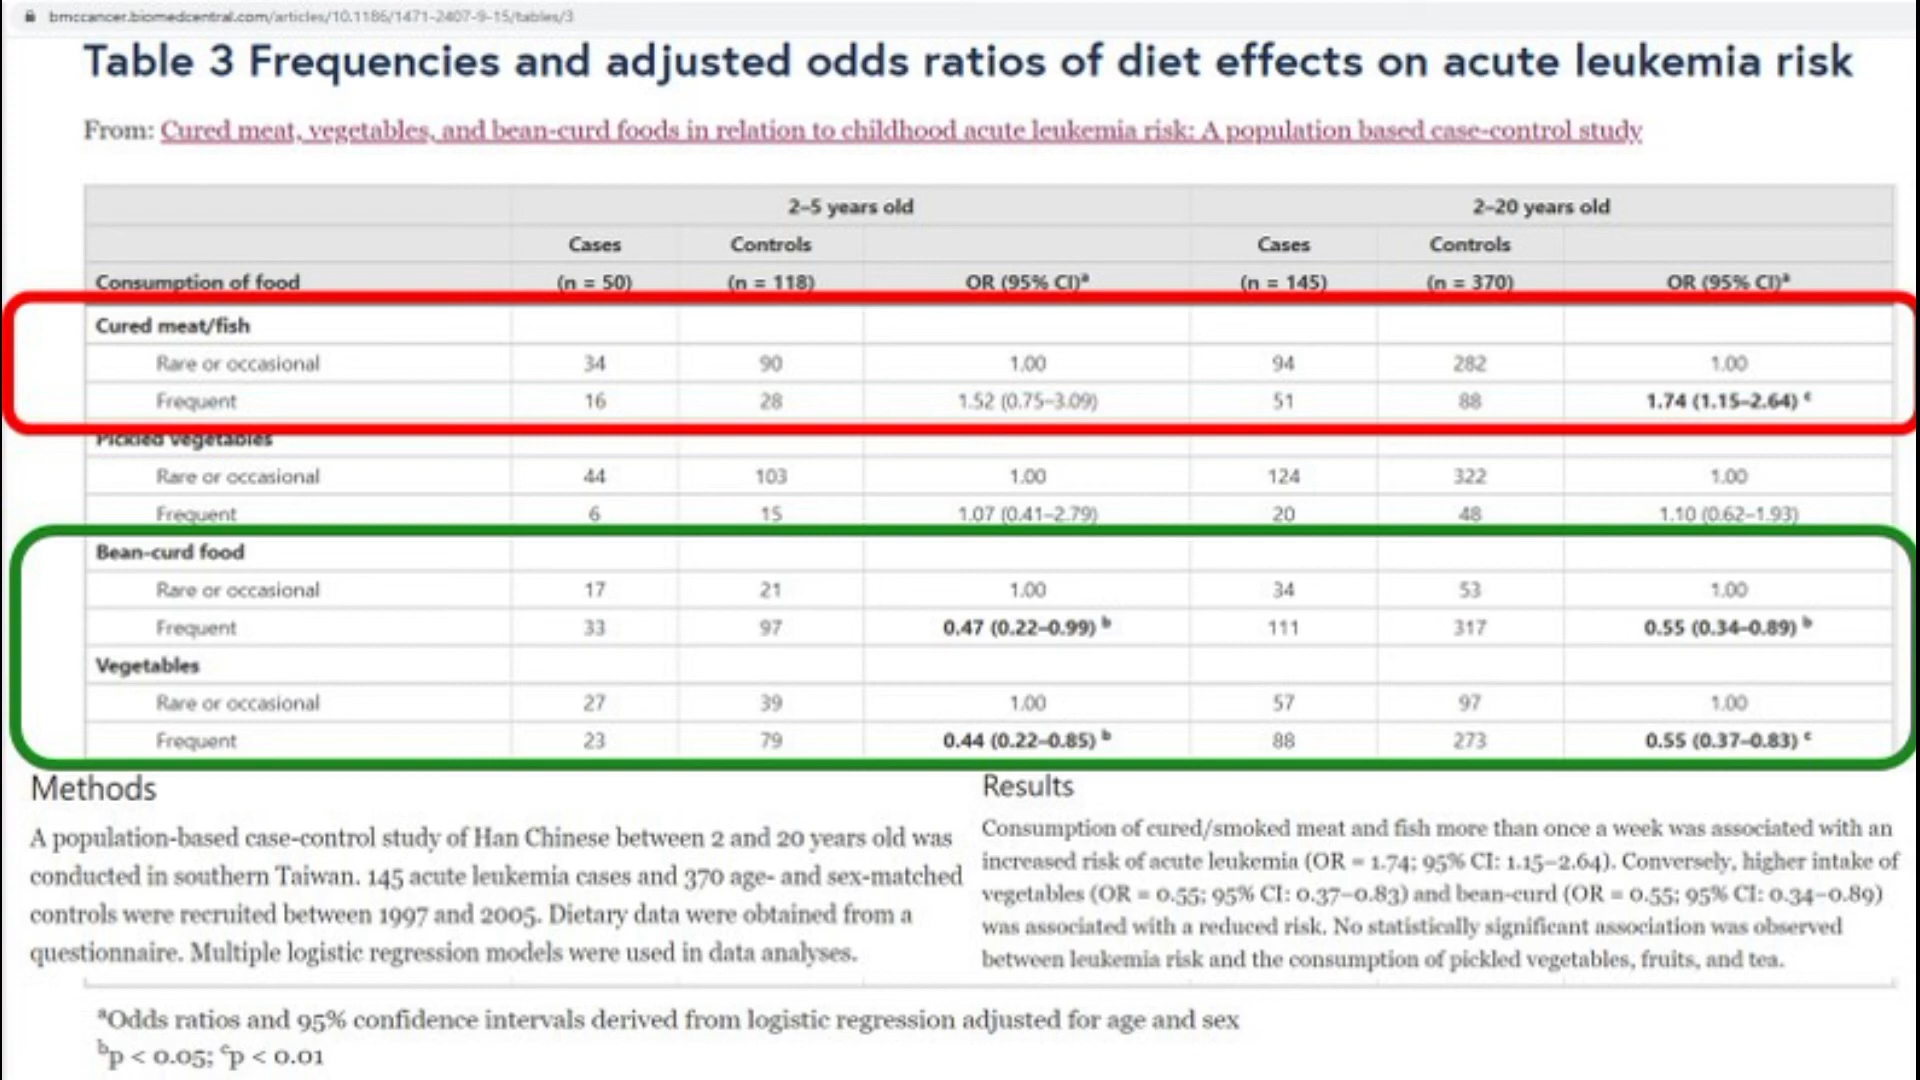 bmccancer.biomedcentral.com/articles/10.1186/1471-2407-9-15/tables/3
Table 3 Frequencies and adjusted odds ratios of diet effects on acute leukemia risk
From: Cured meat, vegetables, and bean-curd foods in relation to childhood acute leukemia risk: A population based case-control study
2–5 years old 2–20 years old
Cases Controls Cases Controls
Consumption of food (n = 50) (n = 118) OR (95% CI)ᵃ (n = 145) (n = 370) OR (95% CI)ᵃ
Cured meat/fish
Rare or occasional 34 90 1.00 94 282 1.00
Frequent 16 28 1.52 (0.75–3.09) 51 88 1.74 (1.15–2.64) ᶜ
Pickled vegetables
Rare or occasional 44 103 1.00 124 322 1.00
Frequent 6 15 1.07 (0.41–2.79) 20 48 1.10 (0.62–1.93)
Bean-curd food
Rare or occasional 17 21 1.00 34 53 1.00
Frequent 33 97 0.47 (0.22–0.99) ᵇ 111 317 0.55 (0.34–0.89) ᵇ
Vegetables
Rare or occasional 27 39 1.00 57 97 1.00
Frequent 23 79 0.44 (0.22–0.85) ᵇ 88 273 0.55 (0.37–0.83) ᶜ
Methods
A population-based case-control study of Han Chinese between 2 and 20 years old was
conducted in southern Taiwan. 145 acute leukemia cases and 370 age- and sex-matched
controls were recruited between 1997 and 2005. Dietary data were obtained from a
questionnaire. Multiple logistic regression models were used in data analyses.
Results
Consumption of cured/smoked meat and fish more than once a week was associated with an
increased risk of acute leukemia (OR = 1.74; 95% CI: 1.15–2.64). Conversely, higher intake of
vegetables (OR = 0.55; 95% CI: 0.37–0.83) and bean-curd (OR = 0.55; 95% CI: 0.34–0.89)
was associated with a reduced risk. No statistically significant association was observed
between leukemia risk and the consumption of pickled vegetables, fruits, and tea.
ᵃOdds ratios and 95% confidence intervals derived from logistic regression adjusted for age and sex
ᵇp < 0.05; ᶜp < 0.01